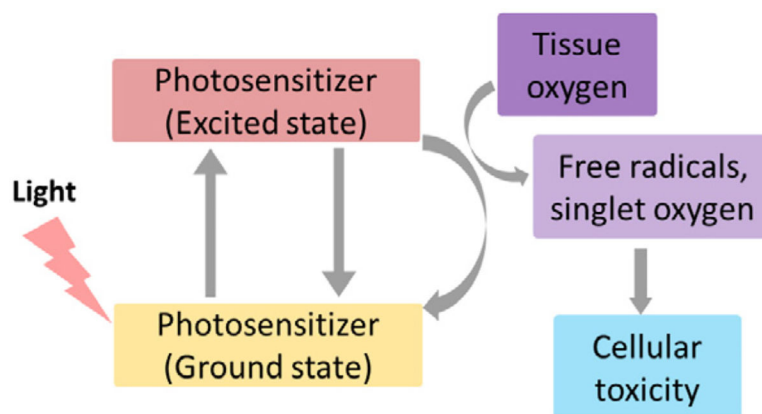 Photosensitizer
(Excited state)
Tissue
oxygen
Free radicals,
singlet oxygen
Light
Photosensitizer
(Ground state)
Cellular
toxicity